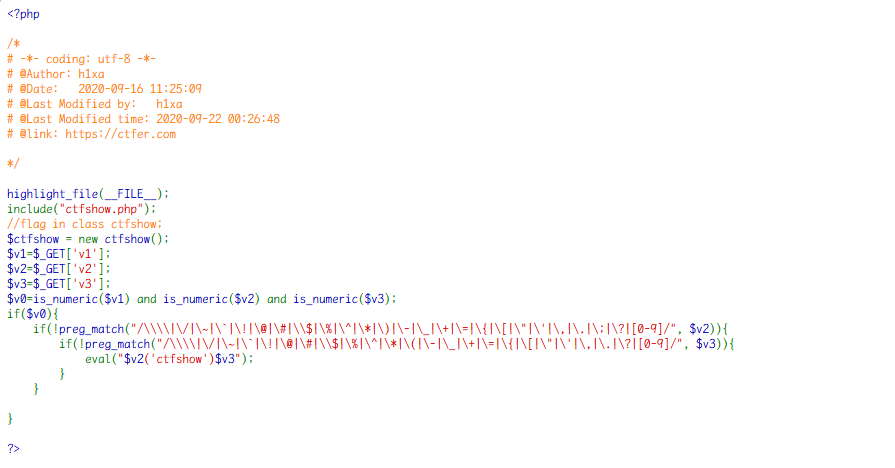 <?php
/*
# -*- coding: utf-8 -*-
# @Author: h1xa
# @Date:   2020-09-16 11:25:09
# @Last Modified by:   h1xa
# @Last Modified time: 2020-09-22 00:26:48
# @link: https://ctfer.com
*/
highlight_file(__FILE__);
include("ctfshow.php");
//flag in class ctfshow;
$ctfshow = new ctfshow();
$v1=$_GET['v1'];
$v2=$_GET['v2'];
$v3=$_GET['v3'];
$v0=is_numeric($v1) and is_numeric($v2) and is_numeric($v3);
if($v0){
    if(!preg_match("/\\\\|\/|\~|\`|\!|\@|\#|\\$|\%|\^|\*|\)|\-|\_|\+|\=|\{|\[|\"|\'|\,|\.|\;|\?|[0-9]/", $v2)){
        if(!preg_match("/\\\\|\/|\~|\`|\!|\@|\#|\\$|\%|\^|\*|\(|\-|\_|\+|\=|\{|\[|\"|\'|\,|\.|\?|[0-9]/", $v3)){
            eval("$v2('ctfshow')$v3");
        }
    }
}
?>